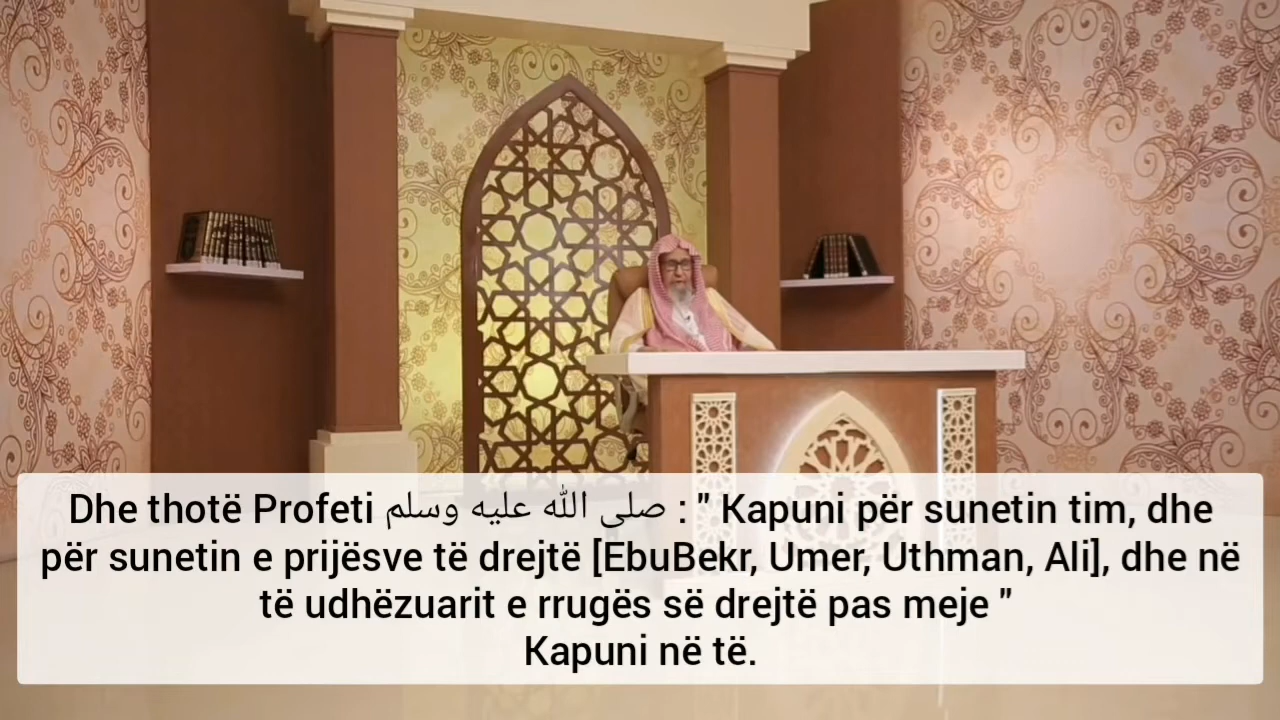 Dhe thotë Profeti صلى الله عليه وسلم : " Kapuni për sunetin tim, dhe
për sunetin e prijësve të drejtë [EbuBekr, Umer, Uthman, Ali], dhe në
të udhëzuarit e rrugës së drejtë pas meje "
Kapuni në të.